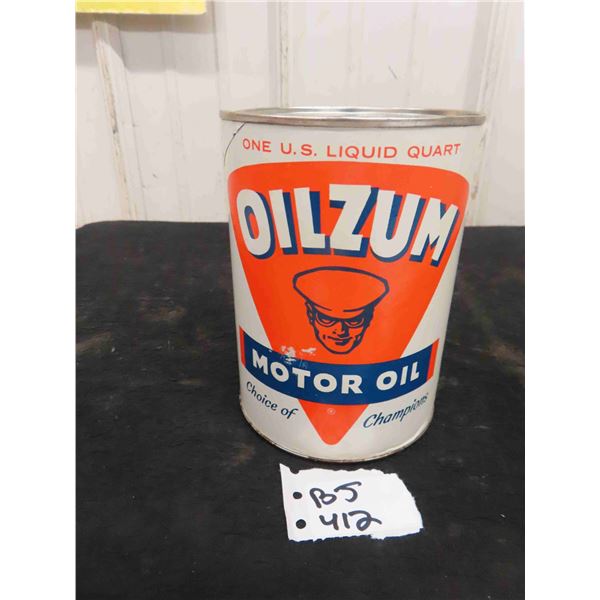 ONE U.S. LIQUID QUART
OILZUM
MOTOR OIL
Choice of Champions
®
B5
412